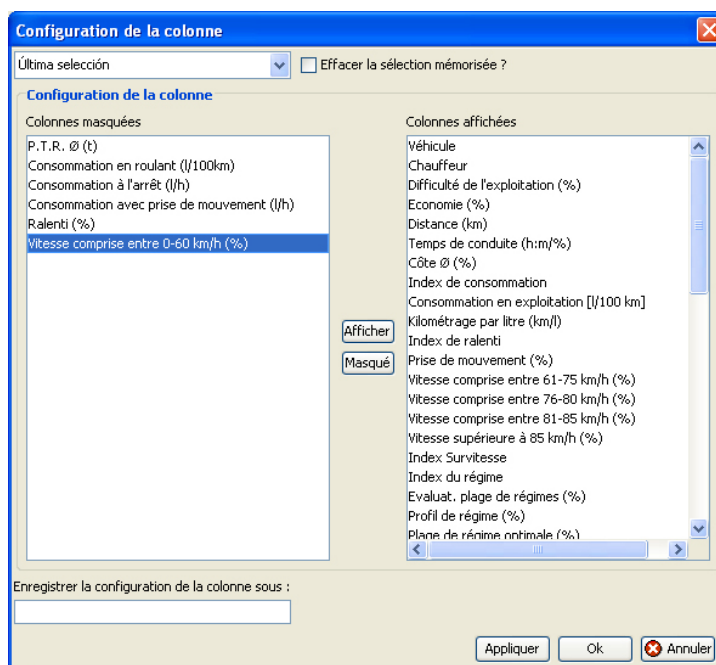 Configuration de la colonne
Última selección
Effacer la sélection mémorisée ?
Configuration de la colonne
Colonnes masquées
P.T.R. Ø (t)
Consommation en roulant (l/100km)
Consommation à l'arrêt (l/h)
Consommation avec prise de mouvement (l/h)
Ralenti (%)
Vitesse comprise entre 0-60 km/h (%)
Afficher
Masqué
Colonnes affichées
Véhicule
Chauffeur
Difficulté de l'exploitation (%)
Economie (%)
Distance (km)
Temps de conduite (h:m/%)
Côte Ø (%)
Index de consommation
Consommation en exploitation [l/100 km]
Kilométrage par litre (km/l)
Index de ralenti
Prise de mouvement (%)
Vitesse comprise entre 61-75 km/h (%)
Vitesse comprise entre 76-80 km/h (%)
Vitesse comprise entre 81-85 km/h (%)
Vitesse supérieure à 85 km/h (%)
Index Survitesse
Index du régime
Evaluat. plage de régimes (%)
Profil de régime (%)
Plage de régime optimale (%)
Enregistrer la configuration de la colonne sous :
Appliquer
Ok
Annuler